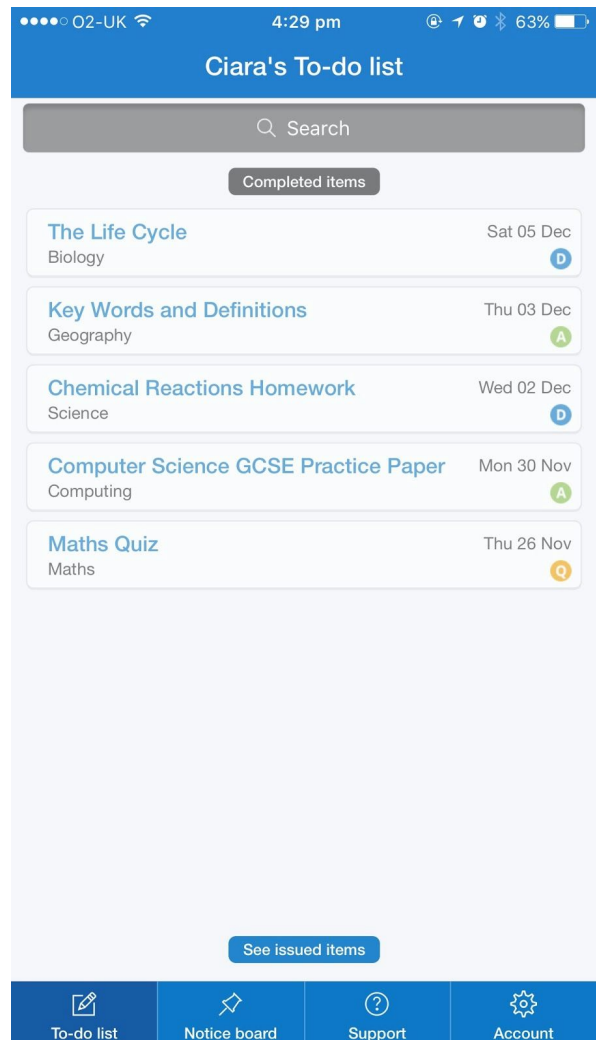 O2-UK 4:29 pm 63%
Ciara's To-do list
Search
Completed items
The Life Cycle Sat 05 Dec
Biology D
Key Words and Definitions Thu 03 Dec
Geography A
Chemical Reactions Homework Wed 02 Dec
Science D
Computer Science GCSE Practice Paper Mon 30 Nov
Computing A
Maths Quiz Thu 26 Nov
Maths Q
See issued items
To-do list Notice board Support Account